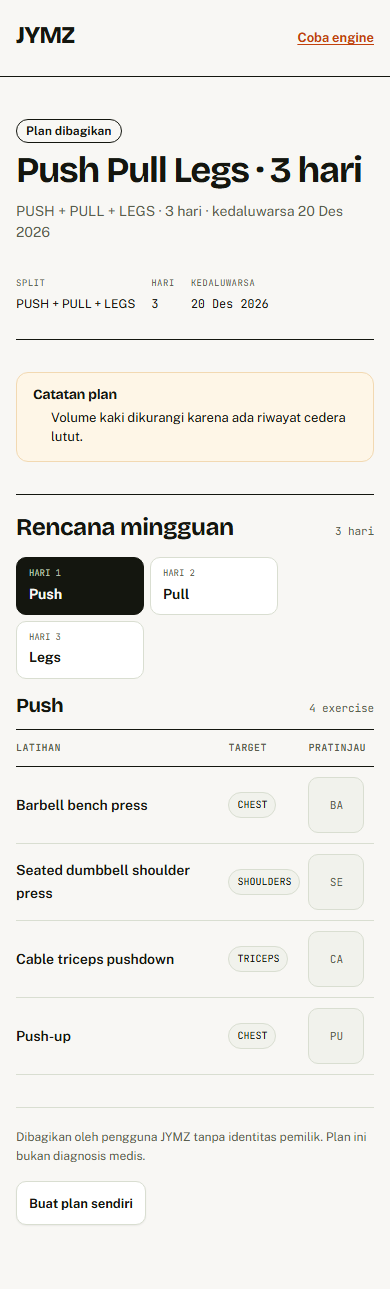 JYMZ
Coba engine
Plan dibagikan
Push Pull Legs · 3 hari
PUSH + PULL + LEGS · 3 hari · kedaluwarsa 20 Des
2026
SPLIT
HARI
KEDALUWARSA
PUSH + PULL + LEGS
3
20 Des 2026
Catatan plan
Volume kaki dikurangi karena ada riwayat cedera
lutut.
Rencana mingguan
3 hari
HARI 1
Push
HARI 2
Pull
HARI 3
Legs
Push
4 exercise
LATIHAN
TARGET
PRATINJAU
Barbell bench press
CHEST
BA
Seated dumbbell shoulder
press
SHOULDERS
SE
Cable triceps pushdown
TRICEPS
CA
Push-up
CHEST
PU
Dibagikan oleh pengguna JYMZ tanpa identitas pemilik. Plan ini
bukan diagnosis medis.
Buat plan sendiri